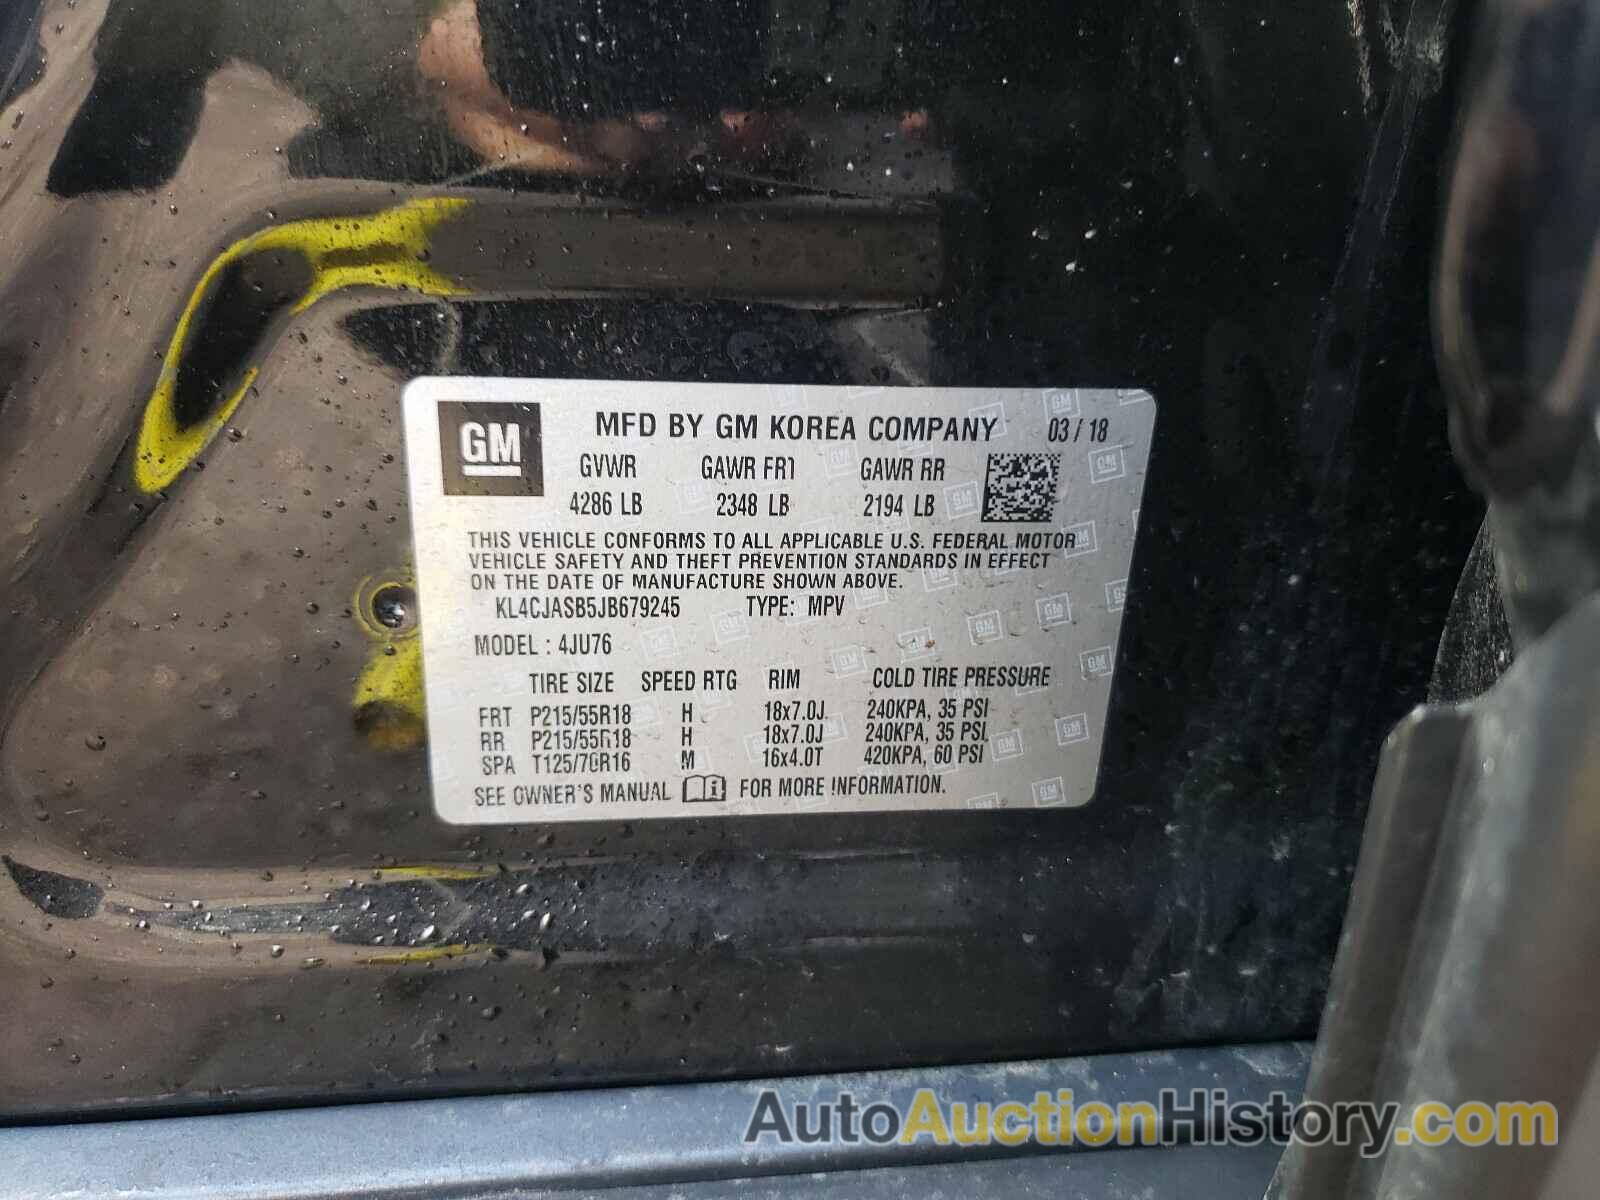 GM MFD BY GM KOREA COMPANY 03 / 18
GVWR GAWR FRT GAWR RR
4286 LB 2348 LB 2194 LB
THIS VEHICLE CONFORMS TO ALL APPLICABLE U.S. FEDERAL MOTOR
VEHICLE SAFETY AND THEFT PREVENTION STANDARDS IN EFFECT
ON THE DATE OF MANUFACTURE SHOWN ABOVE.
KL4CJASB5JB679245 TYPE: MPV
MODEL : 4JU76
TIRE SIZE SPEED RTG RIM COLD TIRE PRESSURE
FRT P215/55R18 H 18x7.0J 240KPA, 35 PSI
RR P215/55R18 H 18x7.0J 240KPA, 35 PSI
SPA T125/70R16 M 16x4.0T 420KPA, 60 PSI
SEE OWNER'S MANUAL FOR MORE INFORMATION.
AutoAuctionHistory.com